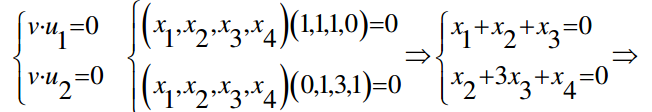 {v·u₁=0 {(x₁,x₂,x₃,x₄)(1,1,1,0)=0 ⇒ {x₁+x₂+x₃=0 ⇒
{v·u₂=0 {(x₁,x₂,x₃,x₄)(0,1,3,1)=0 {x₂+3x₃+x₄=0